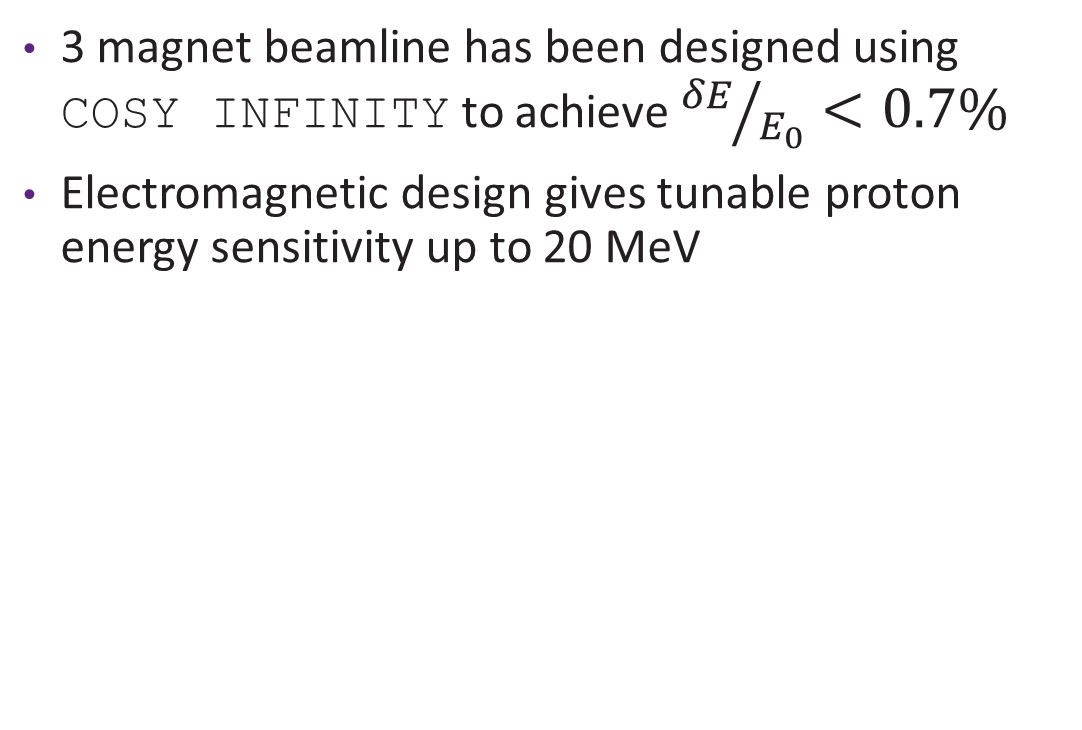 • 3 magnet beamline has been designed using
COSY INFINITY to achieve δE/E₀ < 0.7%
• Electromagnetic design gives tunable proton
energy sensitivity up to 20 MeV